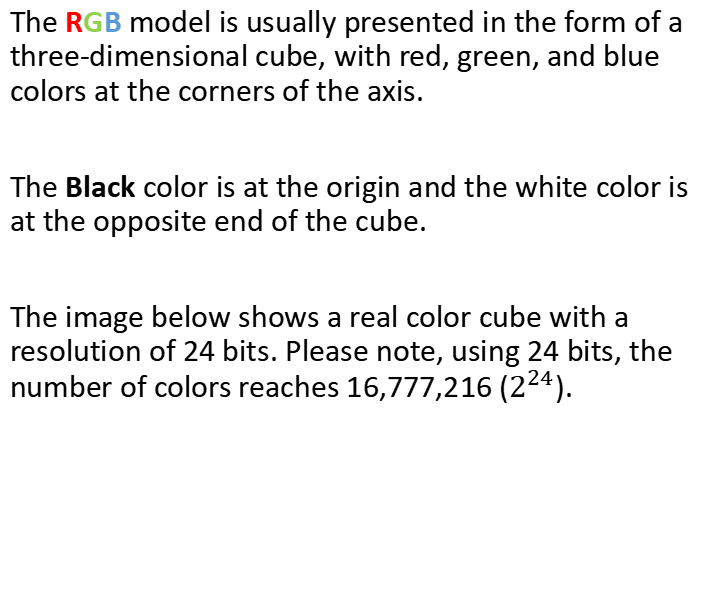 The RGB model is usually presented in the form of a
three-dimensional cube, with red, green, and blue
colors at the corners of the axis.
The Black color is at the origin and the white color is
at the opposite end of the cube.
The image below shows a real color cube with a
resolution of 24 bits. Please note, using 24 bits, the
number of colors reaches 16,777,216 (2²⁴).